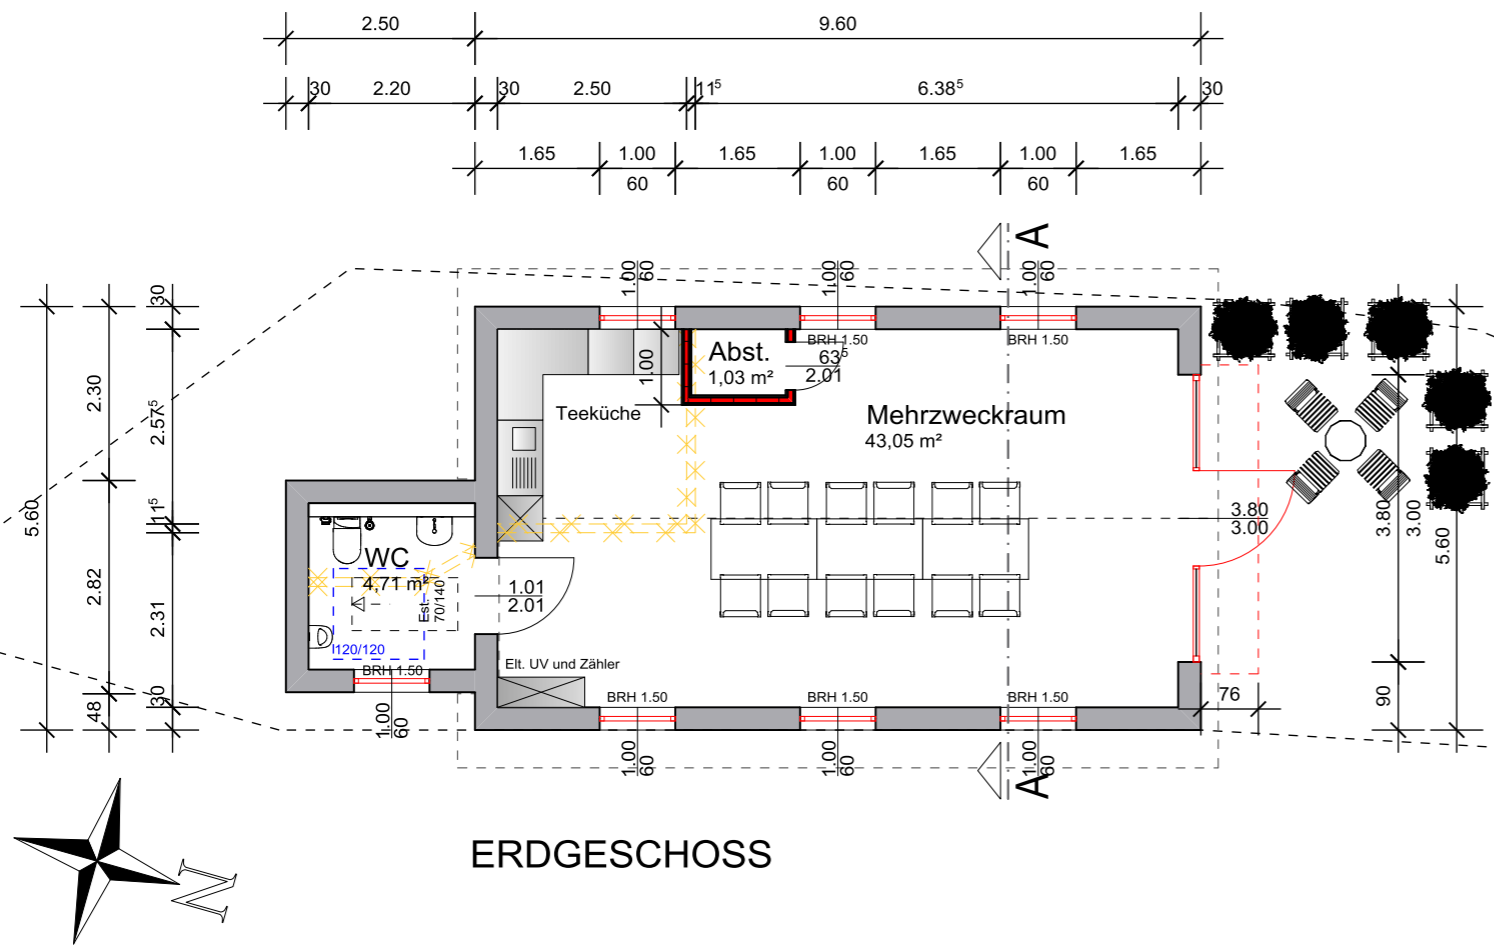 2.50 9.60
30 2.20 30 2.50 11⁵ 6.38⁵ 30
1.65 1.00 1.65 1.00 1.65 1.00 1.65
60 60 60
A
1.00 60 1.00 60 1.00 60
30
2.30
2.57⁵
5.60
11⁵
2.82
2.31
30
48
BRH 1.50 BRH 1.50
1.00
Abst.
1,03 m²
63⁵
2.01
Teeküche
Mehrzweckraum
43,05 m²
3.80
3.00
3.80
3.00
5.60
WC
4,71 m²
Est.
70/140
1.01
2.01
120/120
BRH 1.50
Elt. UV und Zähler
BRH 1.50 BRH 1.50 BRH 1.50
76
90
1.00 60
1.00 60 1.00 60 1.00 60
A
N
ERDGESCHOSS